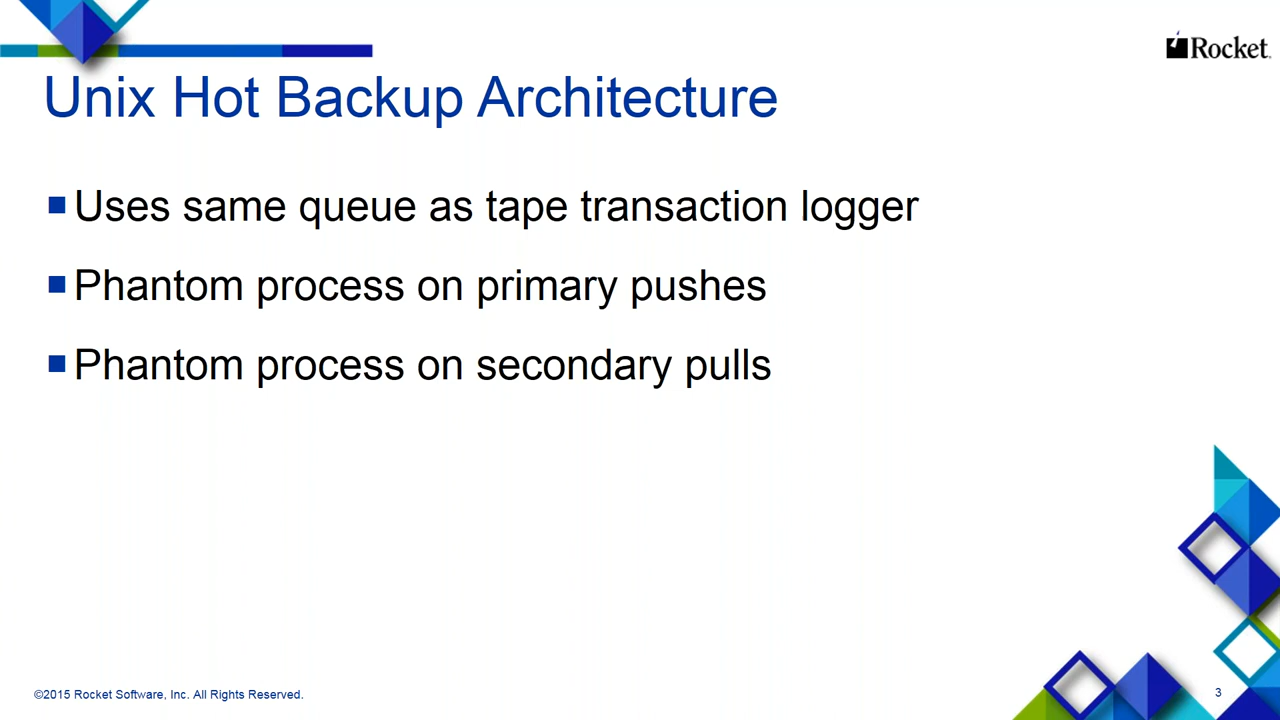 Rocket.
Unix Hot Backup Architecture
Uses same queue as tape transaction logger
Phantom process on primary pushes
Phantom process on secondary pulls
©2015 Rocket Software, Inc. All Rights Reserved.
3